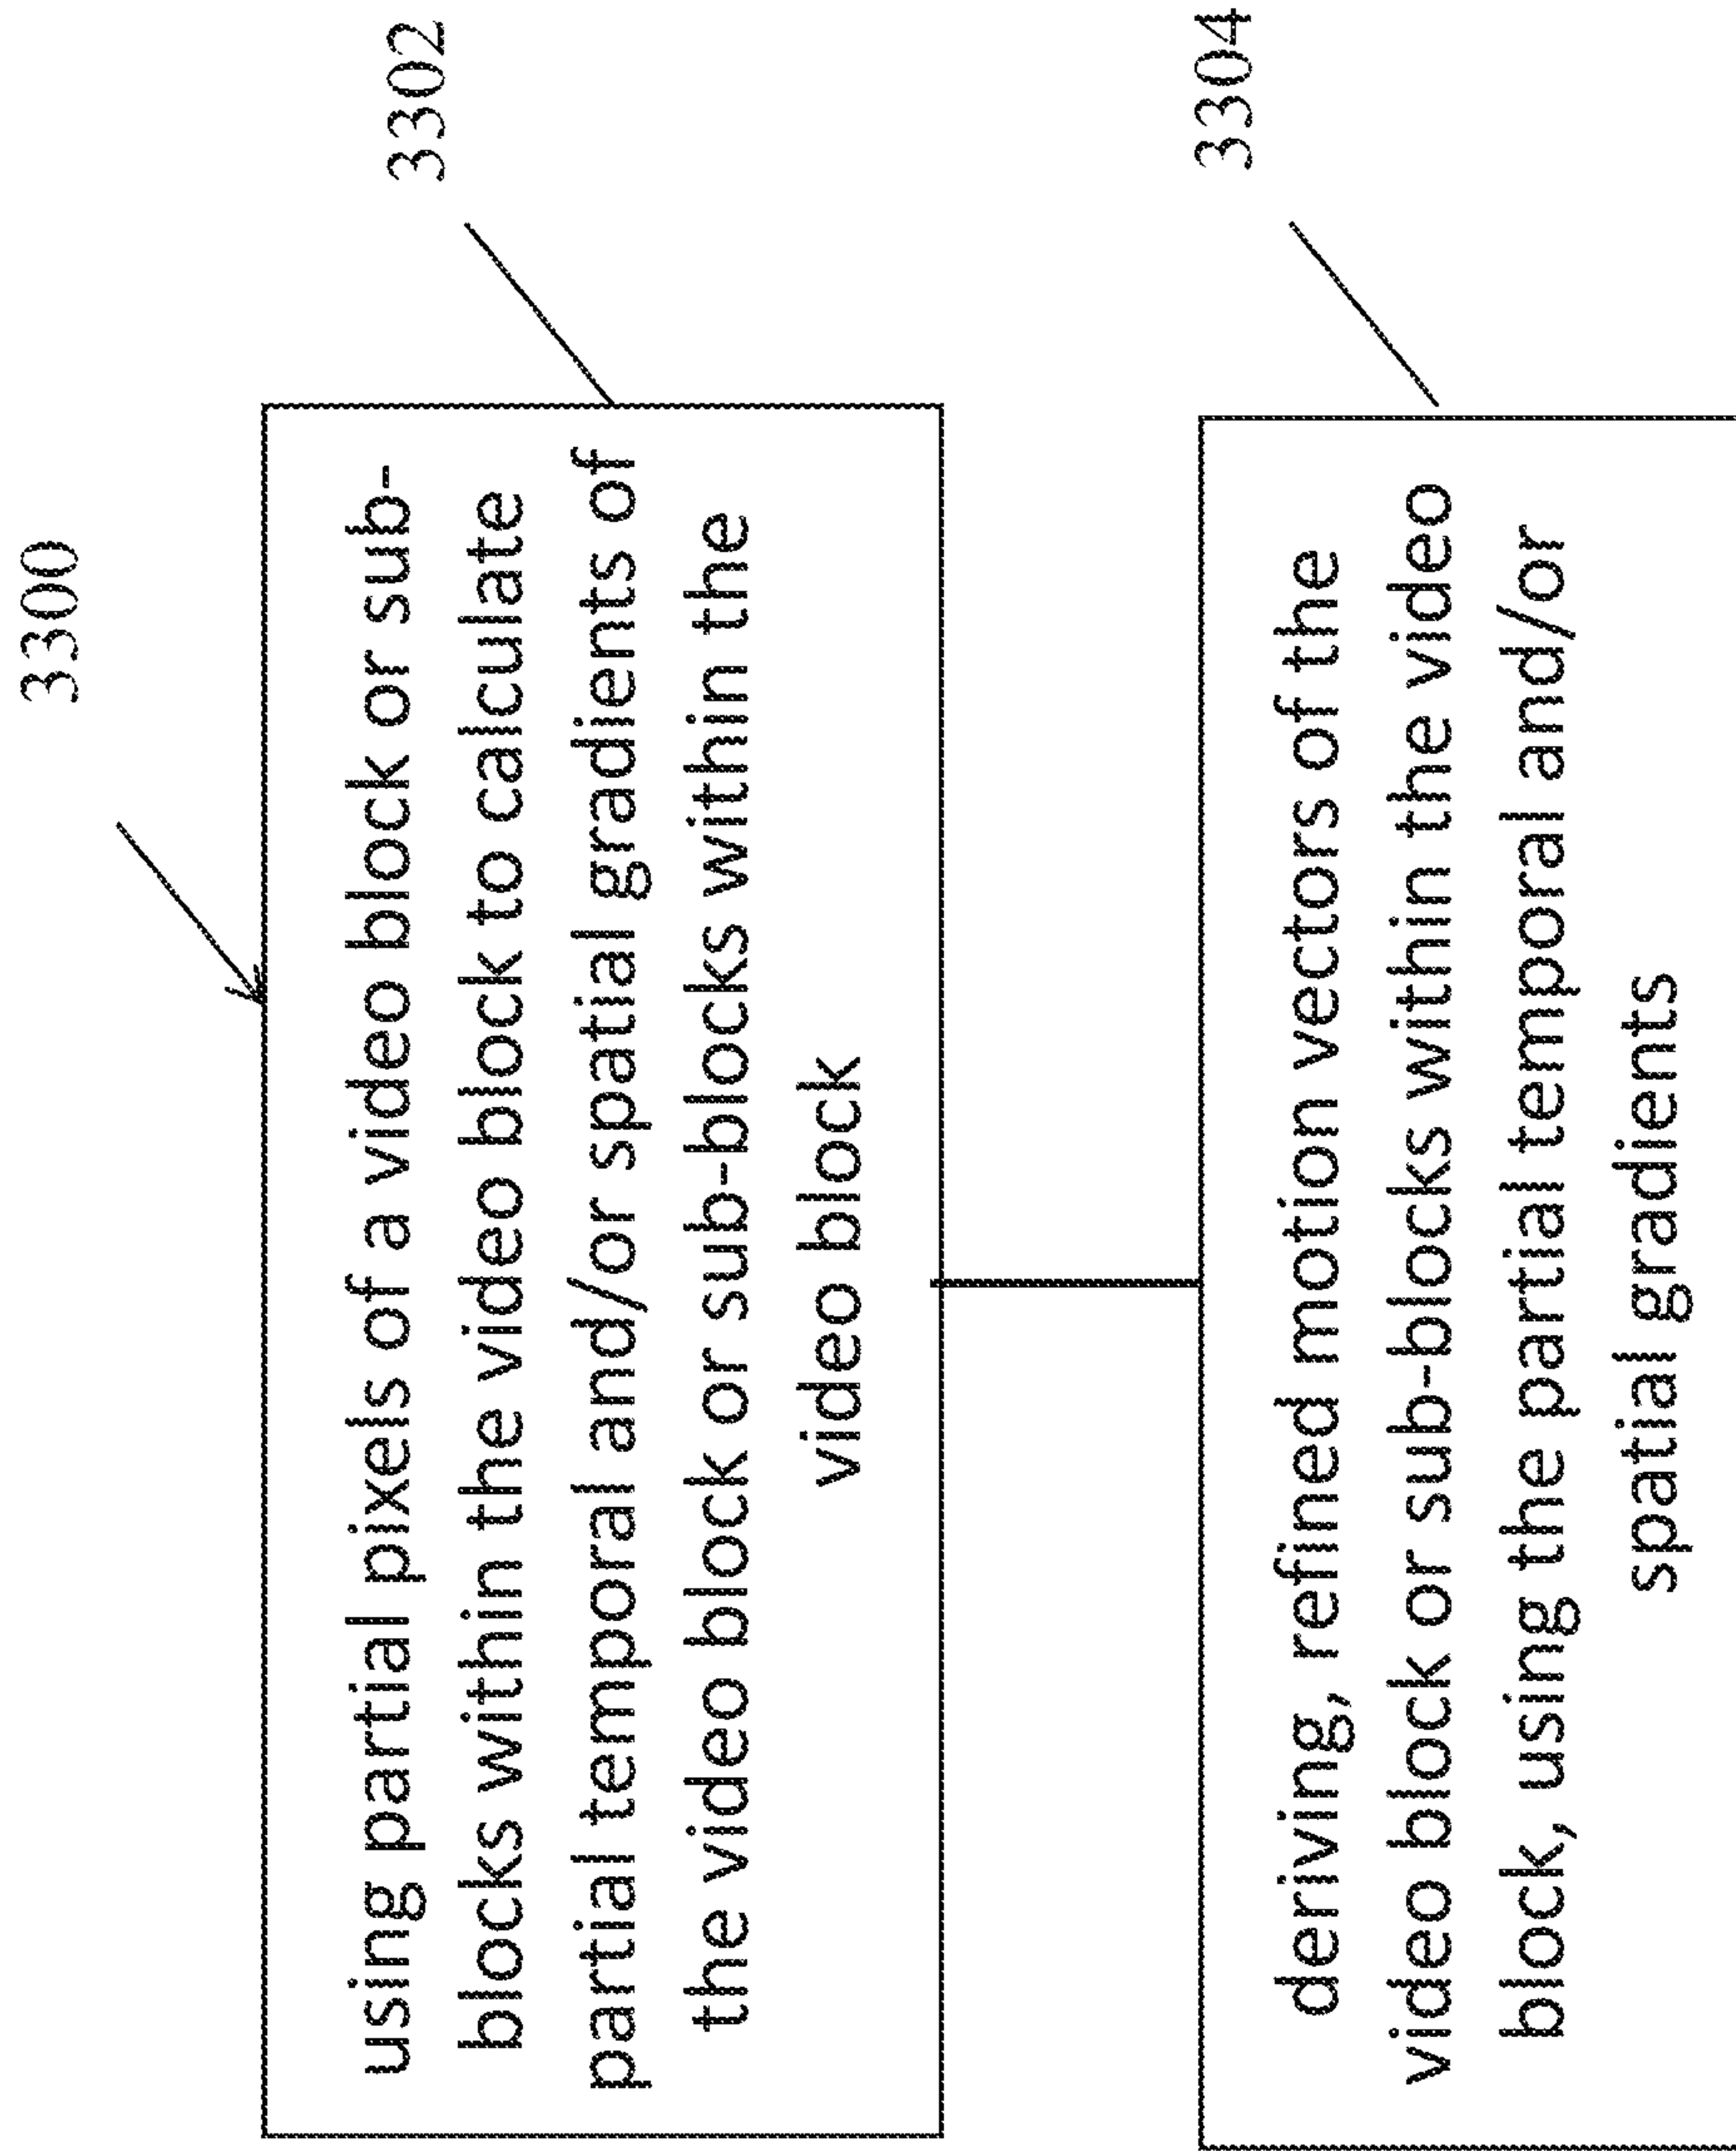 3300
using partial pixels of a video block or sub-
blocks within the video block to calculate
partial temporal and/or spatial gradients of
the video block or sub-blocks within the
video block
3302
deriving, refined motion vectors of the
video block or sub-blocks within the video
block, using the partial temporal and/or
spatial gradients
3304